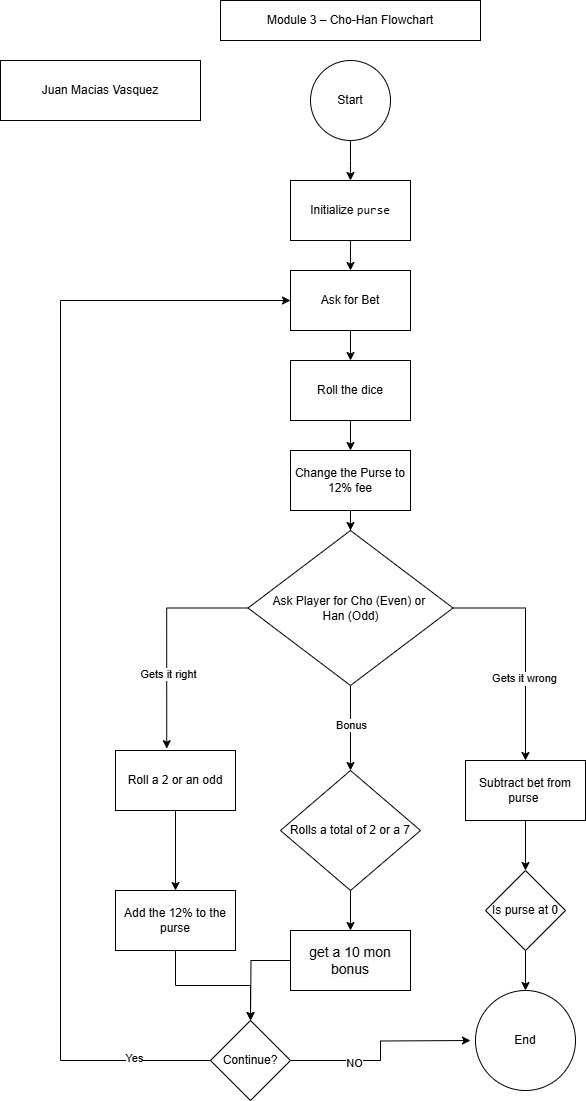 Module 3 – Cho-Han Flowchart
Juan Macias Vasquez
Start
Initialize purse
Ask for Bet
Roll the dice
Change the Purse to
12% fee
Ask Player for Cho (Even) or
Han (Odd)
Gets it right
Gets it wrong
Bonus
Roll a 2 or an odd
Subtract bet from
purse
Rolls a total of 2 or a 7
Add the 12% to the
purse
Is purse at 0
get a 10 mon
bonus
Continue?
Yes
NO
End